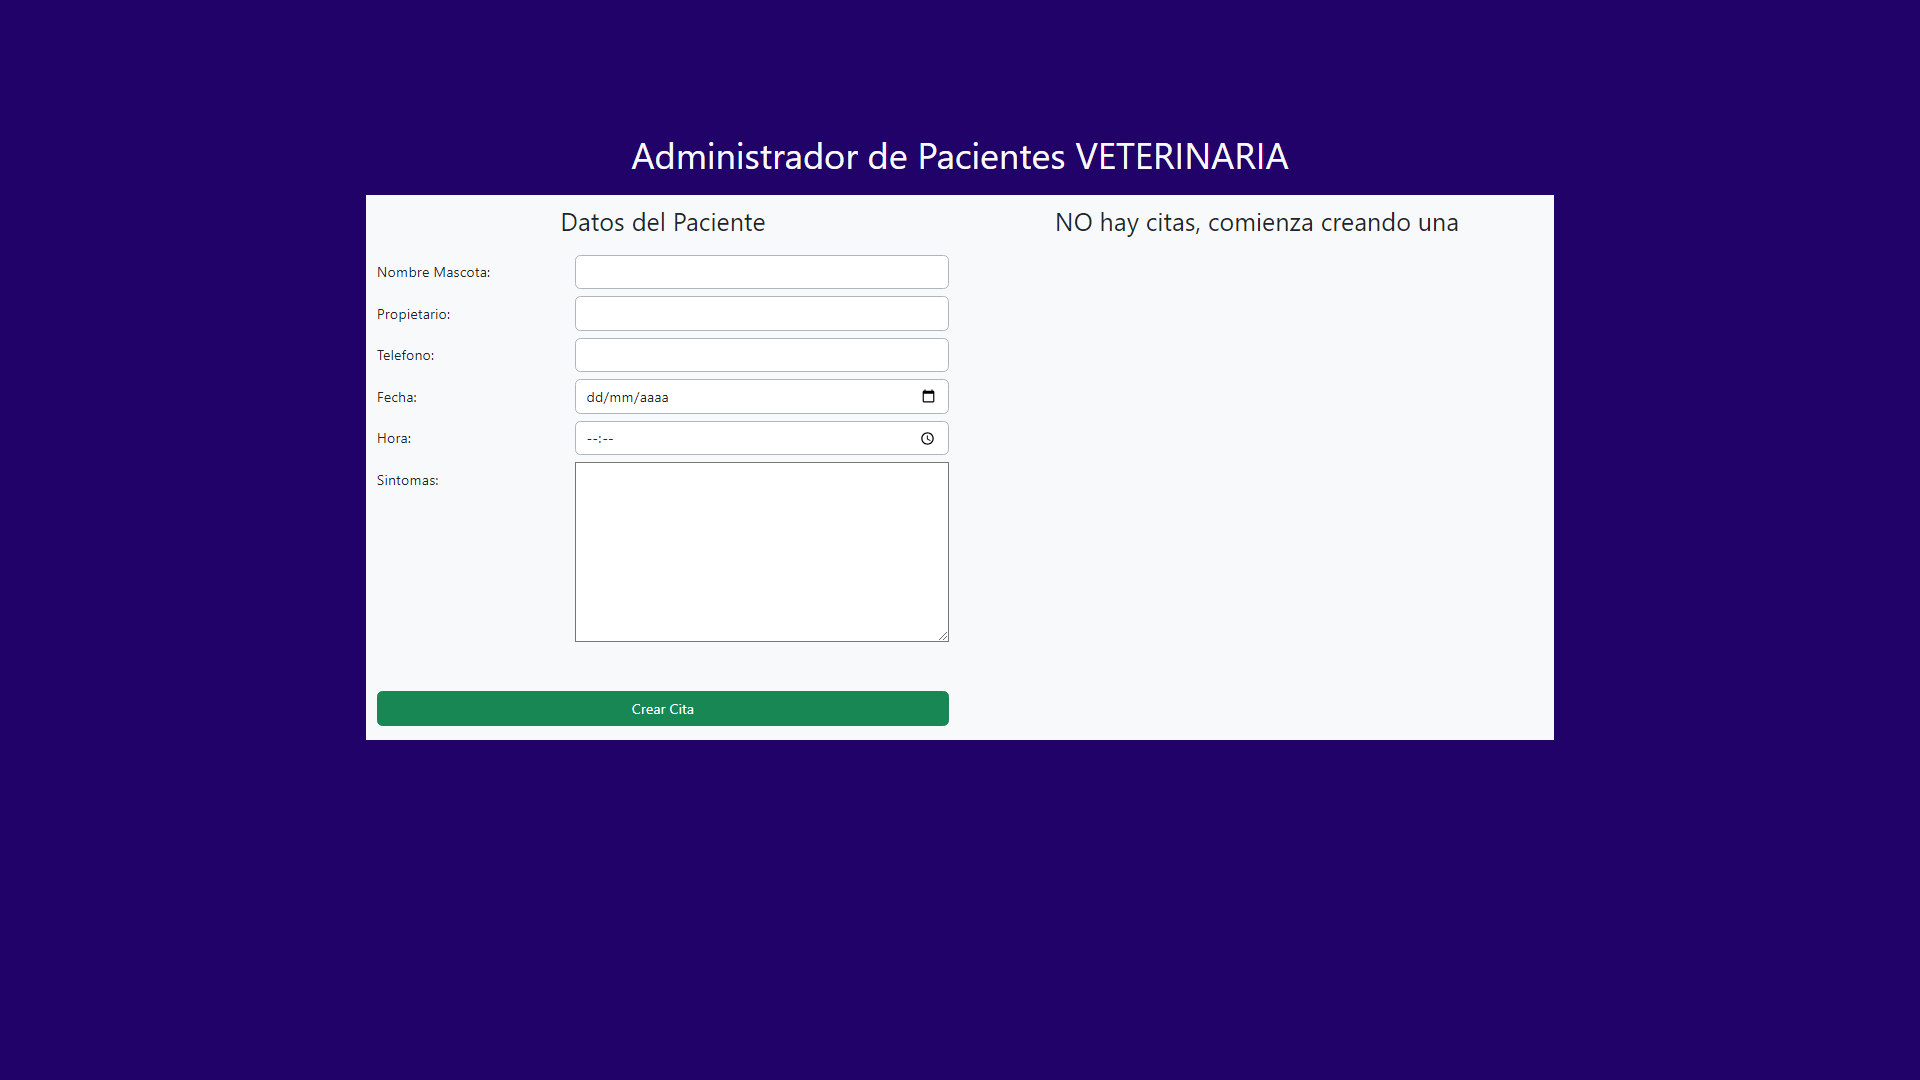 Administrador de Pacientes VETERINARIA
Datos del Paciente
Nombre Mascota:
Propietario:
Telefono:
Fecha:
dd/mm/aaaa
Hora:
--:--
Sintomas:
Crear Cita
NO hay citas, comienza creando una